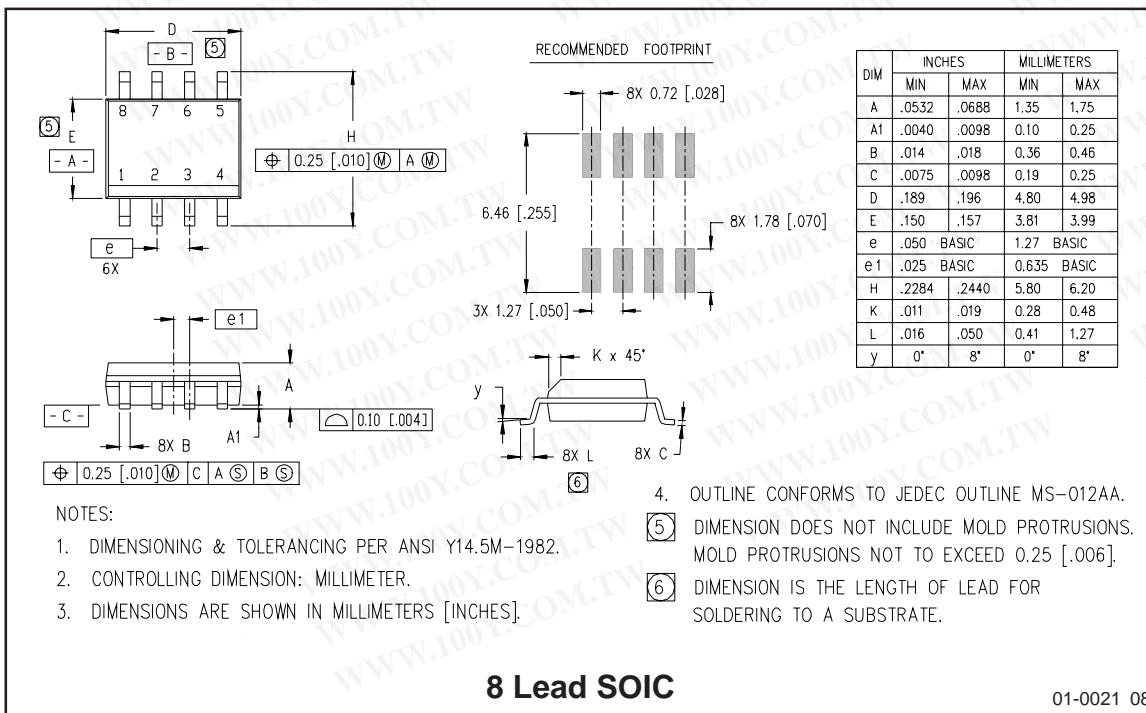 D
- B -
5
8 7 6 5
5
E
- A -
H
⌖ 0.25 [.010] Ⓜ A Ⓜ
1 2 3 4
e
6X
RECOMMENDED FOOTPRINT
8X 0.72 [.028]
6.46 [.255]
8X 1.78 [.070]
3X 1.27 [.050]
DIM INCHES MILLIMETERS
MIN MAX MIN MAX
A .0532 .0688 1.35 1.75
A1 .0040 .0098 0.10 0.25
B .014 .018 0.36 0.46
C .0075 .0098 0.19 0.25
D .189 .196 4.80 4.98
E .150 .157 3.81 3.99
e .050 BASIC 1.27 BASIC
e1 .025 BASIC 0.635 BASIC
H .2284 .2440 5.80 6.20
K .011 .019 0.28 0.48
L .016 .050 0.41 1.27
y 0° 8° 0° 8°
e1
A
- C -
8X B
A1
⌓ 0.10 [.004]
⌖ 0.25 [.010] Ⓜ C A Ⓢ B Ⓢ
K x 45°
y
8X L
6
8X C
NOTES:
1. DIMENSIONING & TOLERANCING PER ANSI Y14.5M-1982.
2. CONTROLLING DIMENSION: MILLIMETER.
3. DIMENSIONS ARE SHOWN IN MILLIMETERS [INCHES].
4. OUTLINE CONFORMS TO JEDEC OUTLINE MS-012AA.
5 DIMENSION DOES NOT INCLUDE MOLD PROTRUSIONS.
MOLD PROTRUSIONS NOT TO EXCEED 0.25 [.006].
6 DIMENSION IS THE LENGTH OF LEAD FOR
SOLDERING TO A SUBSTRATE.
8 Lead SOIC
01-0021 08
WWW.100Y.COM.TW